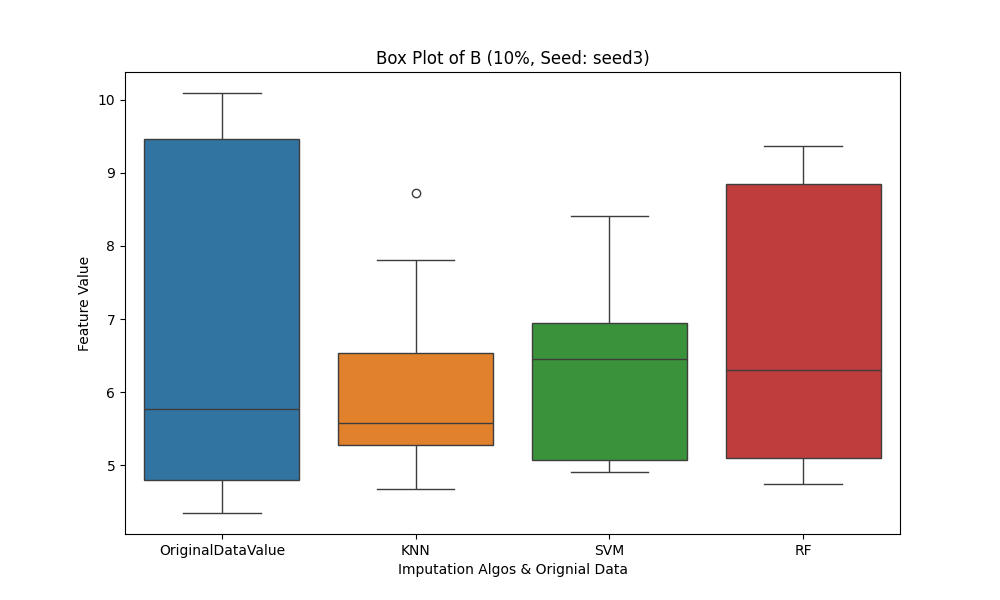 Box Plot of B (10%, Seed: seed3)
10
9
8
7
6
5
Feature Value
OriginalDataValue KNN SVM RF
Imputation Algos & Orignial Data